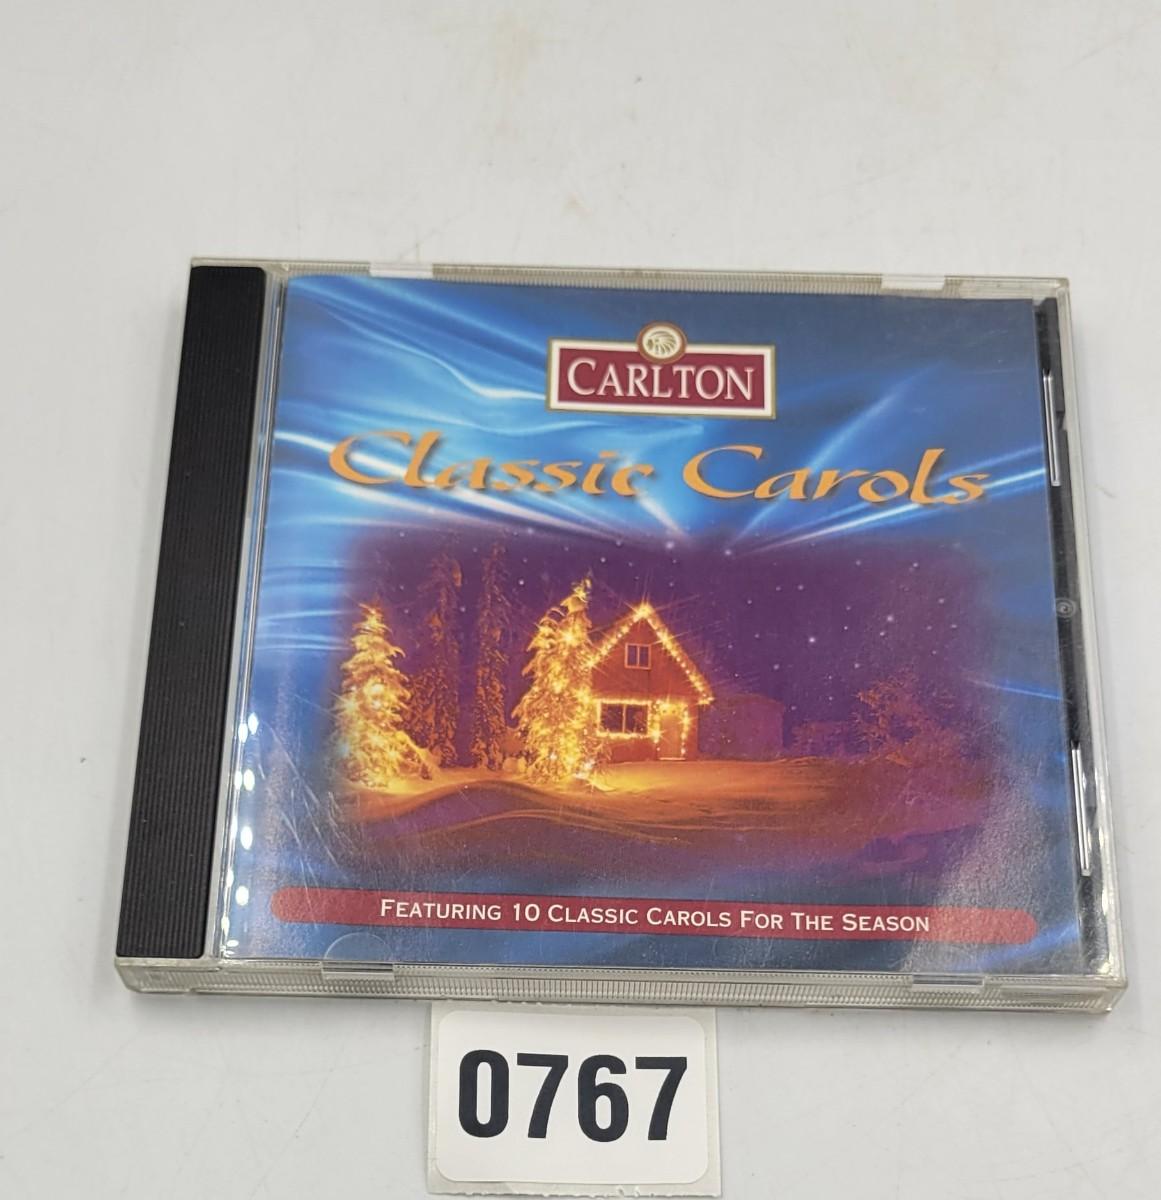 CARLTON
Classic Carols
FEATURING 10 CLASSIC CAROLS FOR THE SEASON
0767